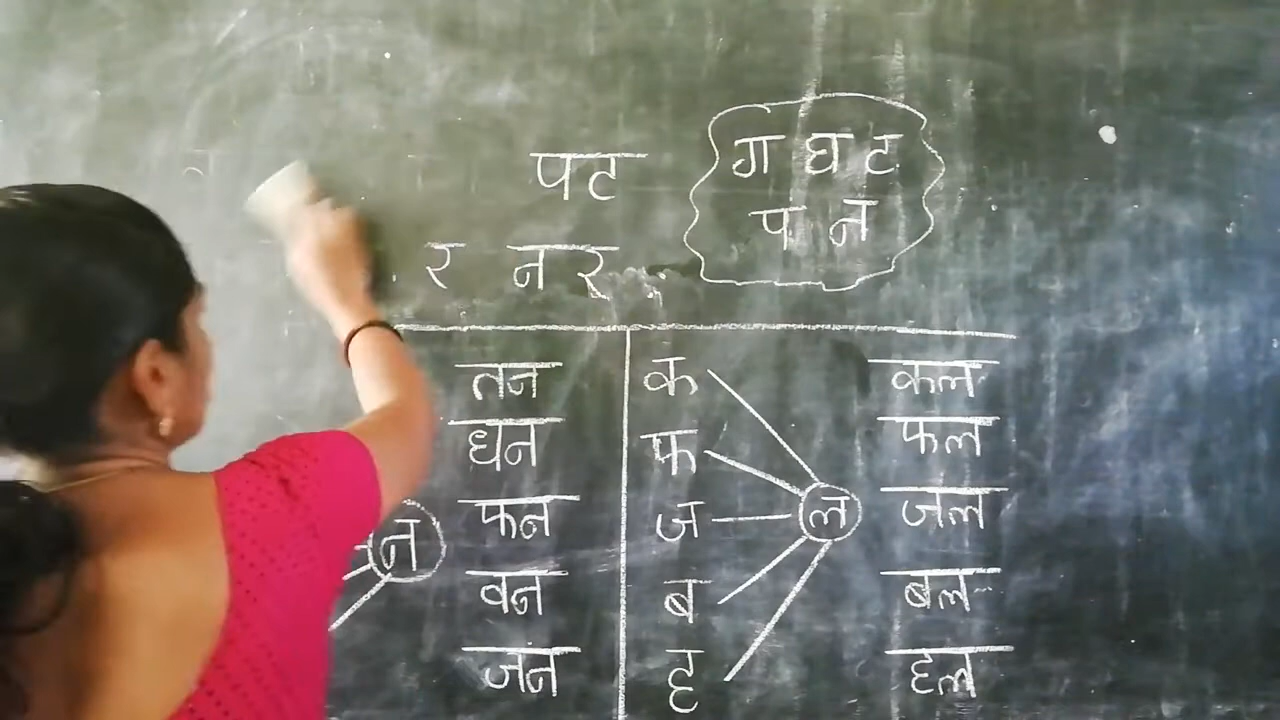 पट
ग घ ट
प न
र नर
तन
धन
फन
वन
जन
न
क
फ
ज
ब
ह
ल
कल
फल
जल
बल
हल